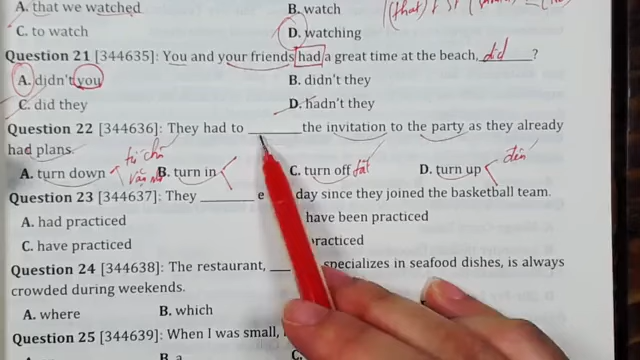 A. that we watched B. watch
C. to watch D. watching
Question 21 [344635]: You and your friends had a great time at the beach, did ?
A. didn't you B. didn't they
C. did they D. hadn't they
Question 22 [344636]: They had to ______ the invitation to the party as they already
had plans.
từ chối
đến
A. turn down B. turn in C. turn off tắt D. turn up
Question 23 [344637]: They ______ e day since they joined the basketball team.
A. had practiced have been practiced
C. have practiced practiced
Question 24 [344638]: The restaurant, ___ specializes in seafood dishes, is always
crowded during weekends.
A. where B. which
Question 25 [344639]: When I was small,
B. a